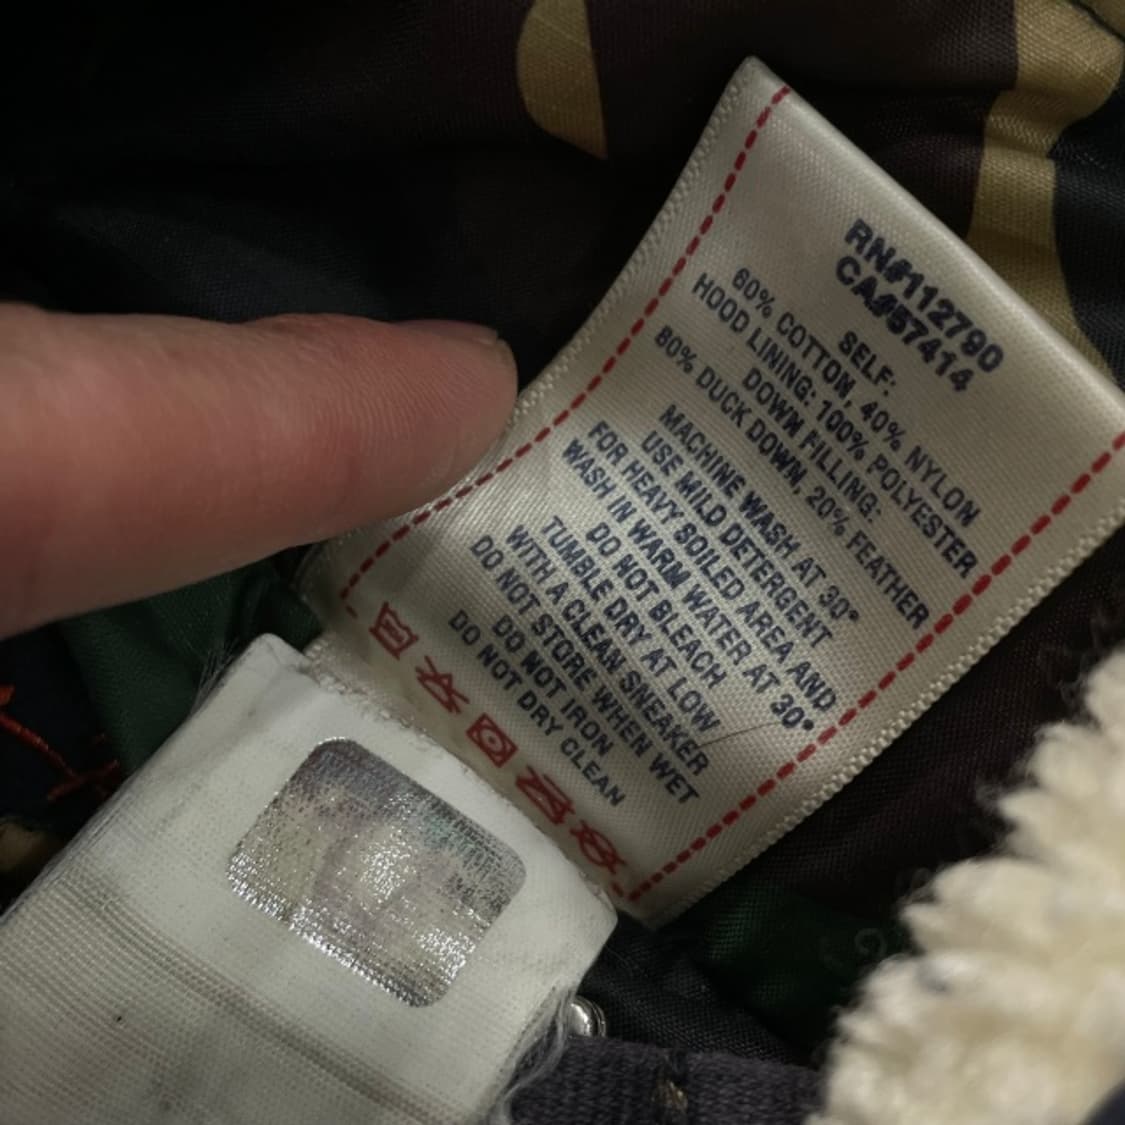 RN#112790
CA#57414
SELF:
60% COTTON, 40% NYLON
HOOD LINING: 100% POLYESTER
DOWN FILLING:
80% DUCK DOWN, 20% FEATHER
MACHINE WASH AT 30°
USE MILD DETERGENT
FOR HEAVY SOILED AREA AND
WASH IN WARM WATER AT 30°
DO NOT BLEACH
TUMBLE DRY AT LOW
WITH A CLEAN SNEAKER
DO NOT STORE WHEN WET
DO NOT IRON
DO NOT DRY CLEAN